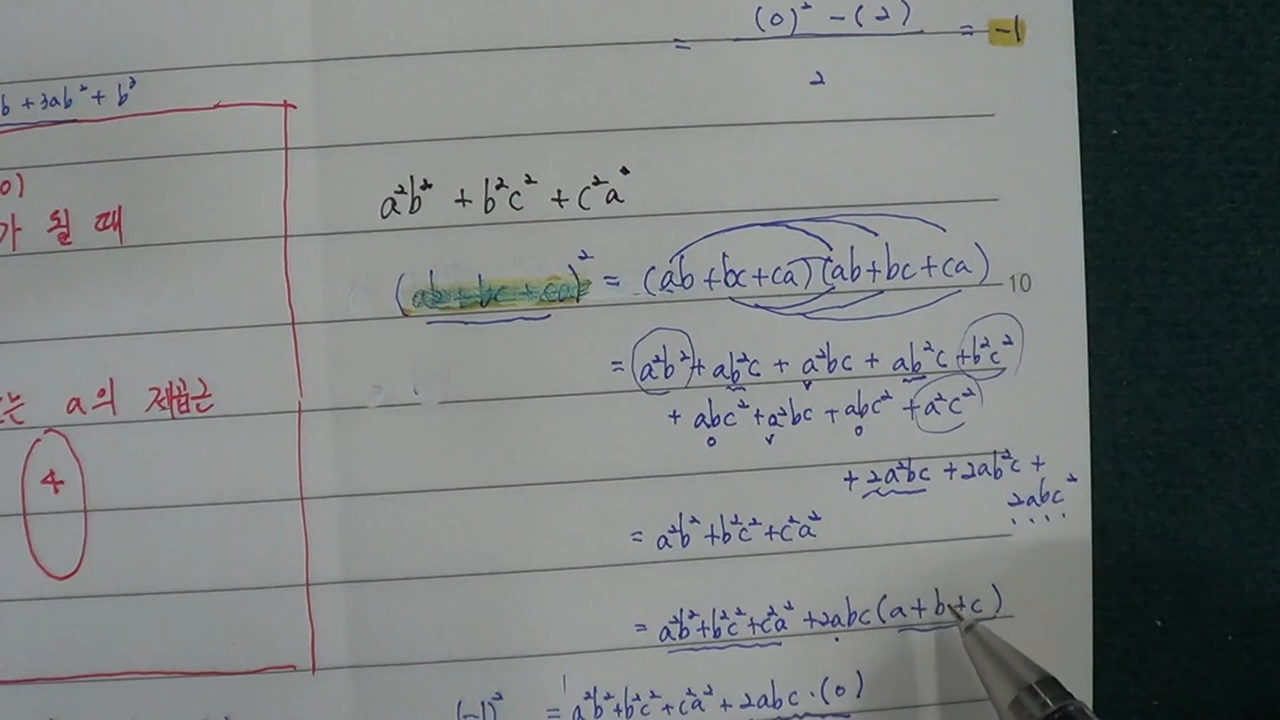 b + 3ab² + b³
0)
가 될 때
는 a의 제곱근
4
= (0)² - (2) / 2 = -1
a²b² + b²c² + c²a²
(ab+bc+ca)² = (ab+bc+ca)(ab+bc+ca)
10
= a²b² + ab²c + a²bc + ab²c + b²c²
+ abc² + a²bc + abc² + a²c²
+ 2a²bc + 2ab²c +
2abc²
= a²b² + b²c² + c²a²
= a²b² + b²c² + c²a² + 2abc(a+b+c)
(-1)² = a²b² + b²c² + c²a² + 2abc·(0)